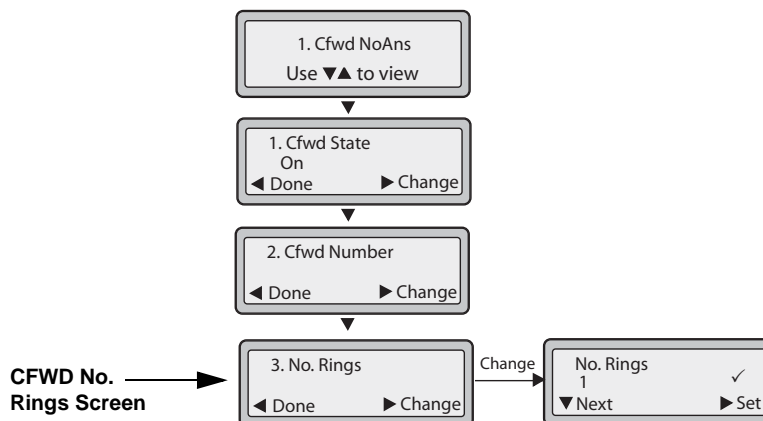 1. Cfwd NoAns
Use ▼▲ to view
▼
1. Cfwd State
On
◀ Done ▶ Change
▼
2. Cfwd Number
◀ Done ▶ Change
▼
CFWD No.
Rings Screen
3. No. Rings
◀ Done ▶ Change
Change
No. Rings
1 ✓
▼ Next ▶ Set